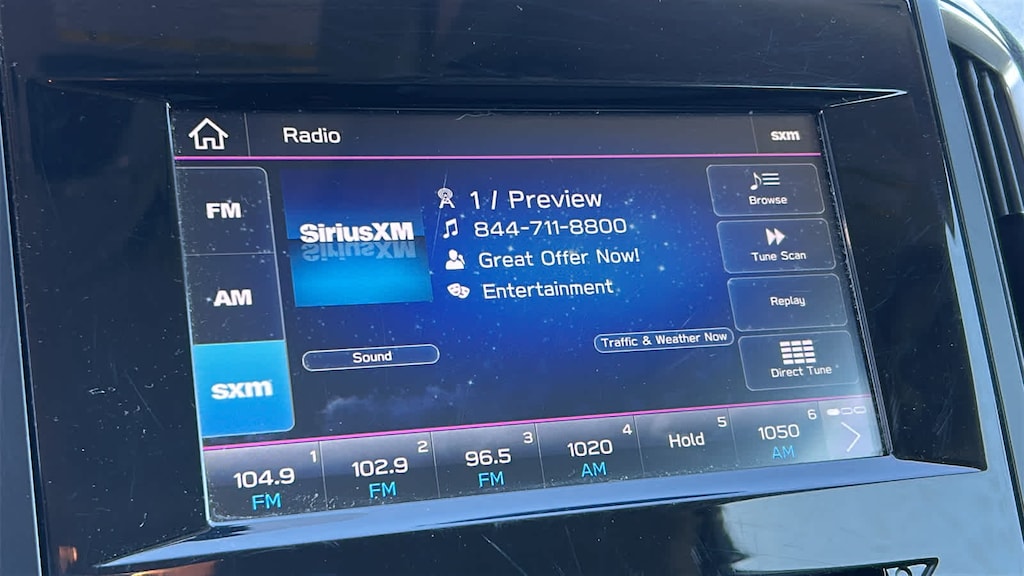 Radio
sxm
FM
AM
sxm
SiriusXM
1 / Preview
844-711-8800
Great Offer Now!
Entertainment
Browse
Tune Scan
Replay
Direct Tune
Sound
Traffic & Weather Now
1
104.9
FM
2
102.9
FM
3
96.5
FM
4
1020
AM
5
Hold
6
1050
AM